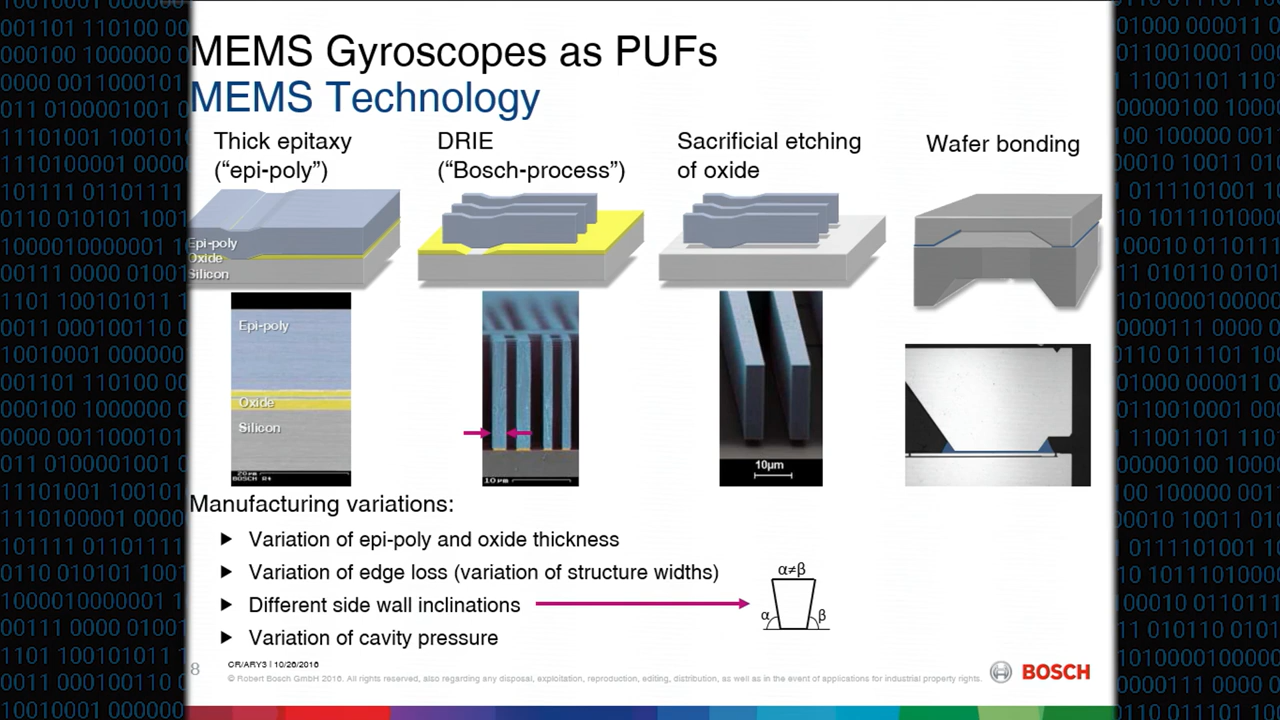 MEMS Gyroscopes as PUFs
MEMS Technology
Thick epitaxy
(“epi-poly”)
DRIE
(“Bosch-process”)
Sacrificial etching
of oxide
Wafer bonding
Epi-poly
Oxide
Silicon
Epi-poly
Oxide
Silicon
20µm
BOSCH R+
10µm
10µm
Manufacturing variations:
Variation of epi-poly and oxide thickness
Variation of edge loss (variation of structure widths)
Different side wall inclinations
Variation of cavity pressure
α≠β
α
β
8
CR/ARY3 | 10/26/2016
© Robert Bosch GmbH 2016. All rights reserved, also regarding any disposal, exploitation, reproduction, editing, distribution, as well as in the event of applications for industrial property rights.
BOSCH